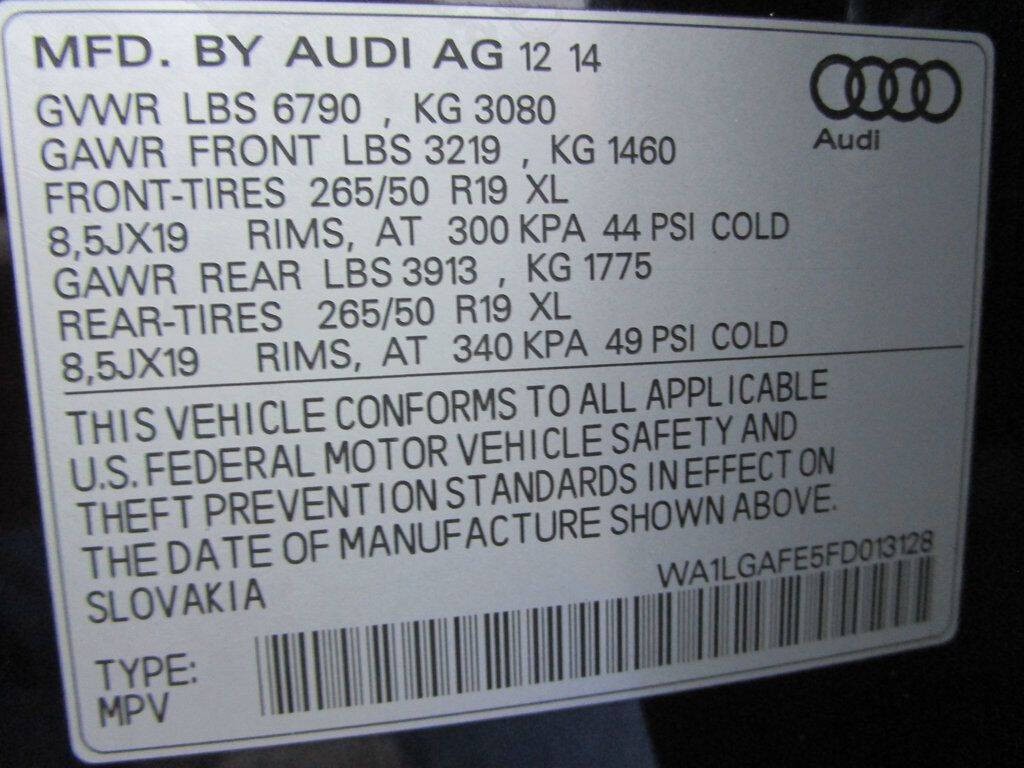 MFD. BY AUDI AG 12 14
Audi
GVWR LBS 6790 , KG 3080
GAWR FRONT LBS 3219 , KG 1460
FRONT-TIRES 265/50 R19 XL
8,5JX19 RIMS, AT 300 KPA 44 PSI COLD
GAWR REAR LBS 3913 , KG 1775
REAR-TIRES 265/50 R19 XL
8,5JX19 RIMS, AT 340 KPA 49 PSI COLD
THIS VEHICLE CONFORMS TO ALL APPLICABLE
U.S. FEDERAL MOTOR VEHICLE SAFETY AND
THEFT PREVENTION STANDARDS IN EFFECT ON
THE DATE OF MANUFACTURE SHOWN ABOVE.
SLOVAKIA
WA1LGAFE5FD013128
TYPE:
MPV